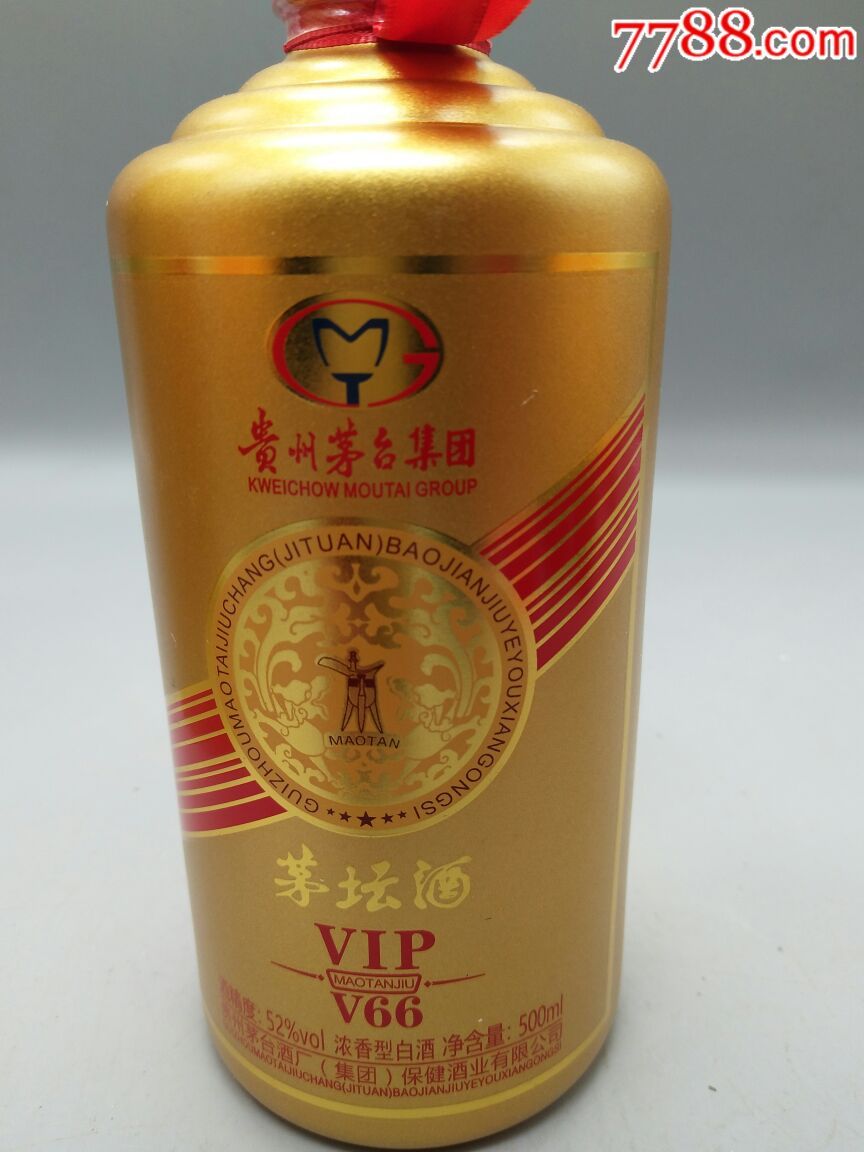 7788.com
MTG
贵州茅台集团
KWEICHOW MOUTAI GROUP
GUIZHOUMAOTAIJIUCHANG(JITUAN)BAOJIANJIUYEYOUXIANGONGSI
MAOTAN
茅坛酒
VIP
MAOTANJIU
V66
酒精度: 52%vol 浓香型白酒 净含量: 500ml
贵州茅台酒厂（集团）保健酒业有限公司
GUIZHOUMAOTAIJIUCHANG(JITUAN)BAOJIANJIUYEYOUXIANGONGSI